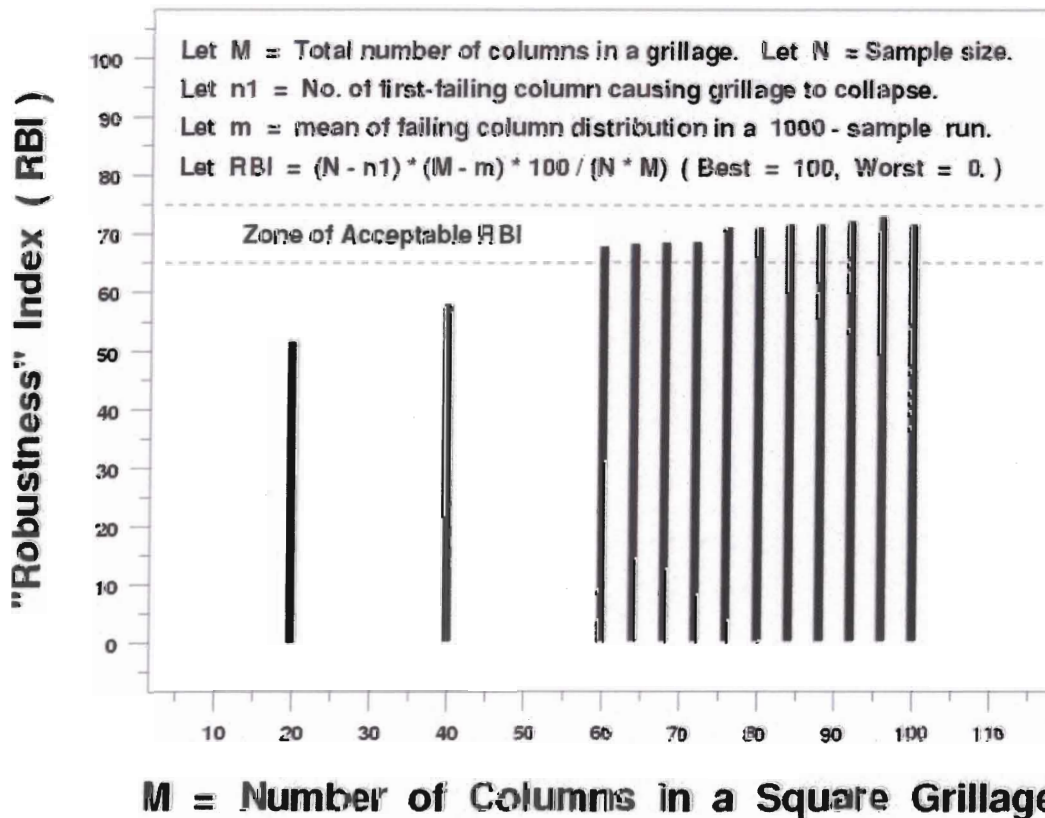 Let M = Total number of columns in a grillage. Let N = Sample size.
Let n1 = No. of first-failing column causing grillage to collapse.
Let m = mean of failing column distribution in a 1000 - sample run.
Let RBI = (N - n1) * (M - m) * 100 / (N * M) ( Best = 100, Worst = 0. )
Zone of Acceptable RBI
"Robustness" Index ( RBI )
100
90
80
70
60
50
40
30
20
10
0
10 20 30 40 50 60 70 80 90 100 110
M = Number of Columns in a Square Grillage